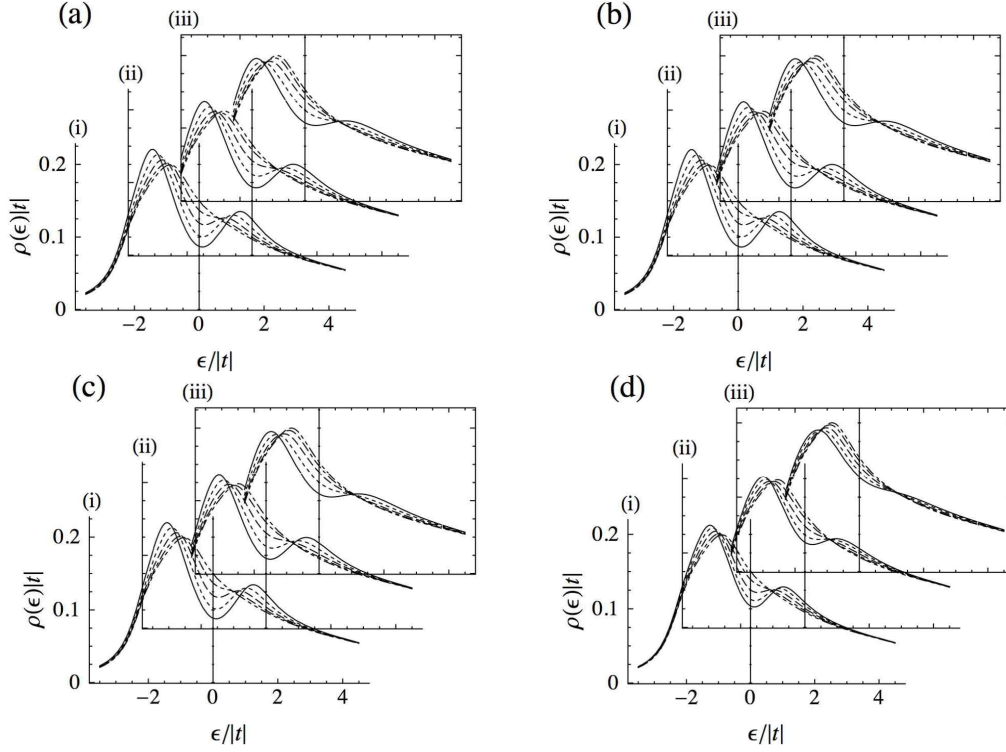 (a)
(iii)
(ii)
(i)
0.2
0.1
0
ρ(ϵ)|t|
−2 0 2 4
ϵ/|t|
(b)
(iii)
(ii)
(i)
0.2
0.1
0
ρ(ϵ)|t|
−2 0 2 4
ϵ/|t|
(c)
(iii)
(ii)
(i)
0.2
0.1
0
ρ(ϵ)|t|
−2 0 2 4
ϵ/|t|
(d)
(iii)
(ii)
(i)
0.2
0.1
0
ρ(ϵ)|t|
−2 0 2 4
ϵ/|t|